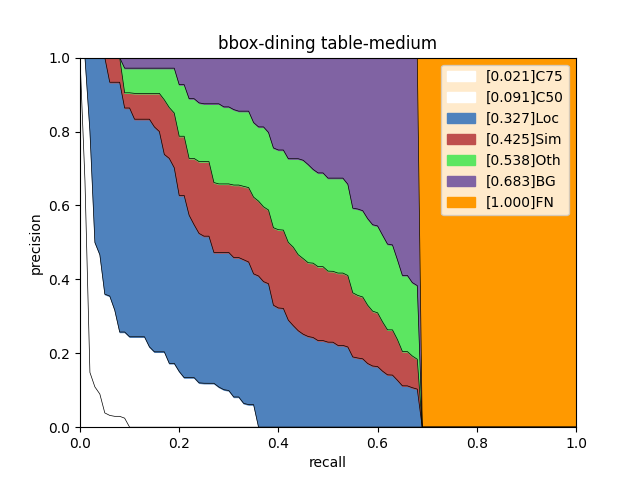 bbox-dining table-medium
1.0
0.8
0.6
0.4
0.2
0.0
precision
[0.021]C75
[0.091]C50
[0.327]Loc
[0.425]Sim
[0.538]Oth
[0.683]BG
[1.000]FN
0.0 0.2 0.4 0.6 0.8 1.0
recall